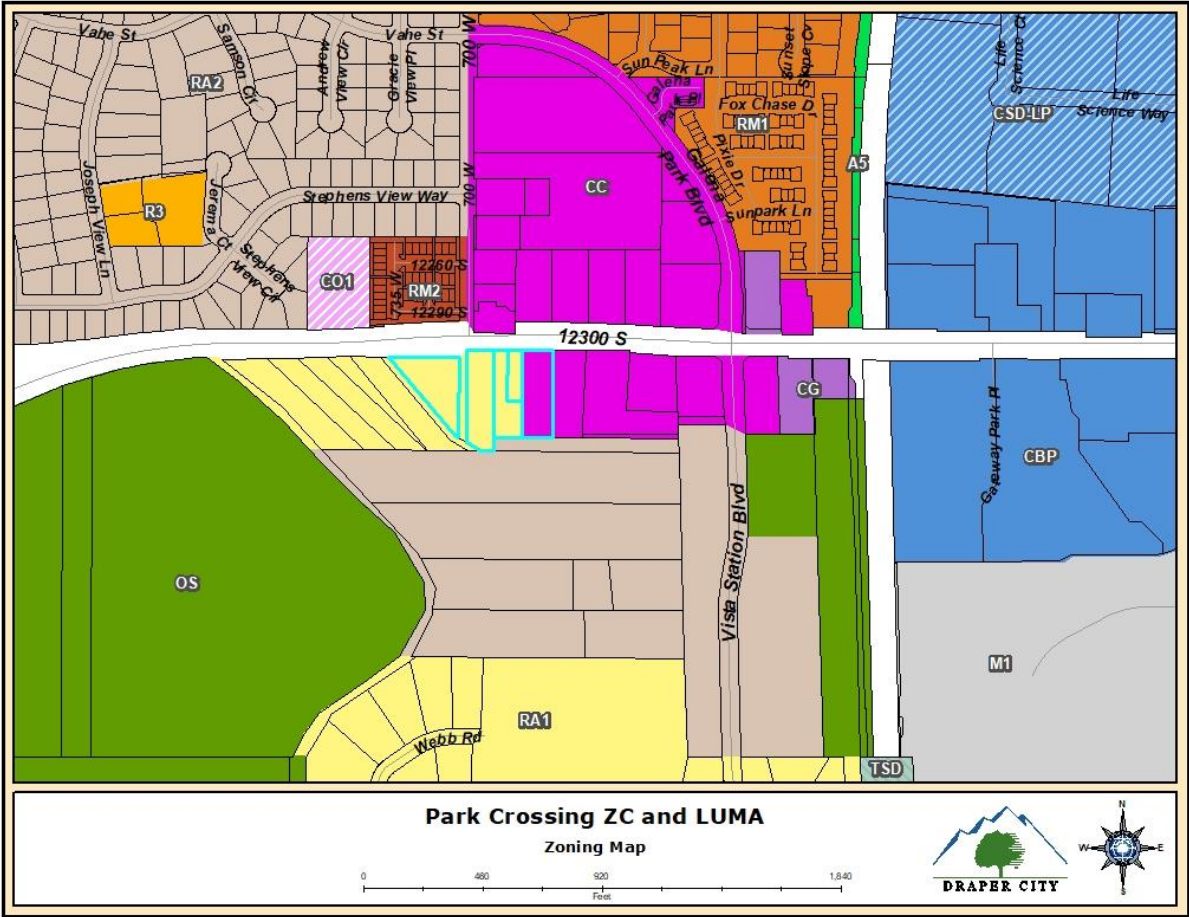 Vahe St
Samson Cir
Andrew
View Cir
Gracie
View Pl
Vahe St
700 W
Sun Peak Ln
Sunset
Slope Cv
Life
Science Ct
RA2
Galena
Pa
Fox Chase Dr
RM1
Life
Science Way
CSD-LP
Joseph View Ln
R3
Jerema Ct
Stephens View Way
700 W
CC
Galena
Park Blvd
Pixie Dr
Sunpark Ln
A5
Stephens
View Cir
CO1
12260 S
735 W
RM2
12290 S
12300 S
CG
Gateway Park Pl
CBP
OS
Vista Station Blvd
M1
RA1
Webb Rd
TSD
Park Crossing ZC and LUMA
Zoning Map
0 460 920 1,840
Feet
DRAPER CITY
N
W E
S